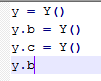 y = Y()
y.b = Y()
y.c = Y()
y.b